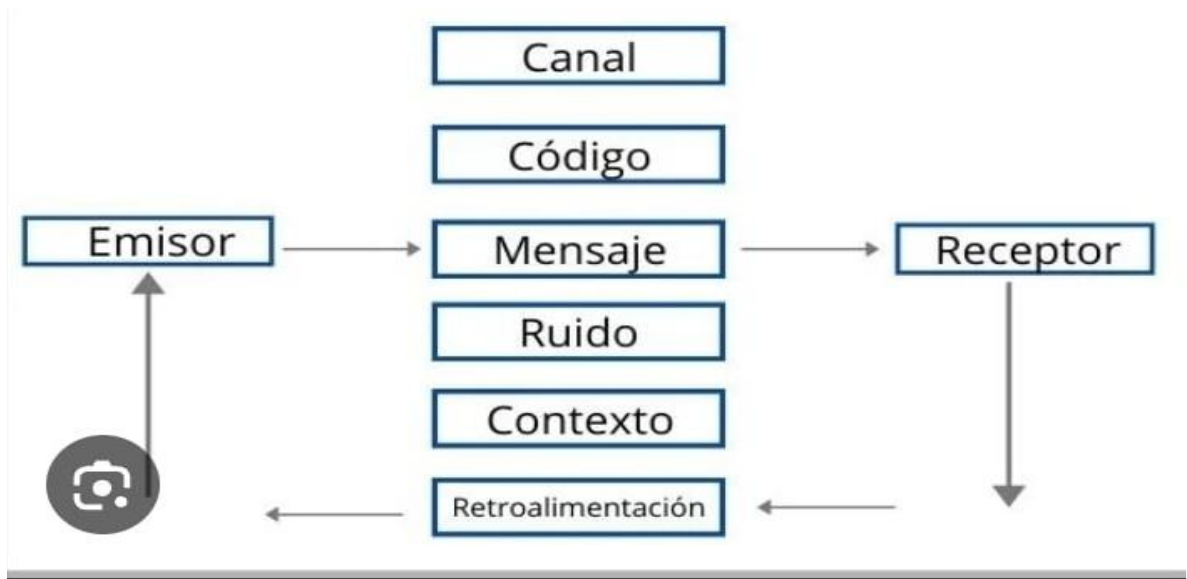 Canal
Código
Emisor
Mensaje
Receptor
Ruido
Contexto
Retroalimentación